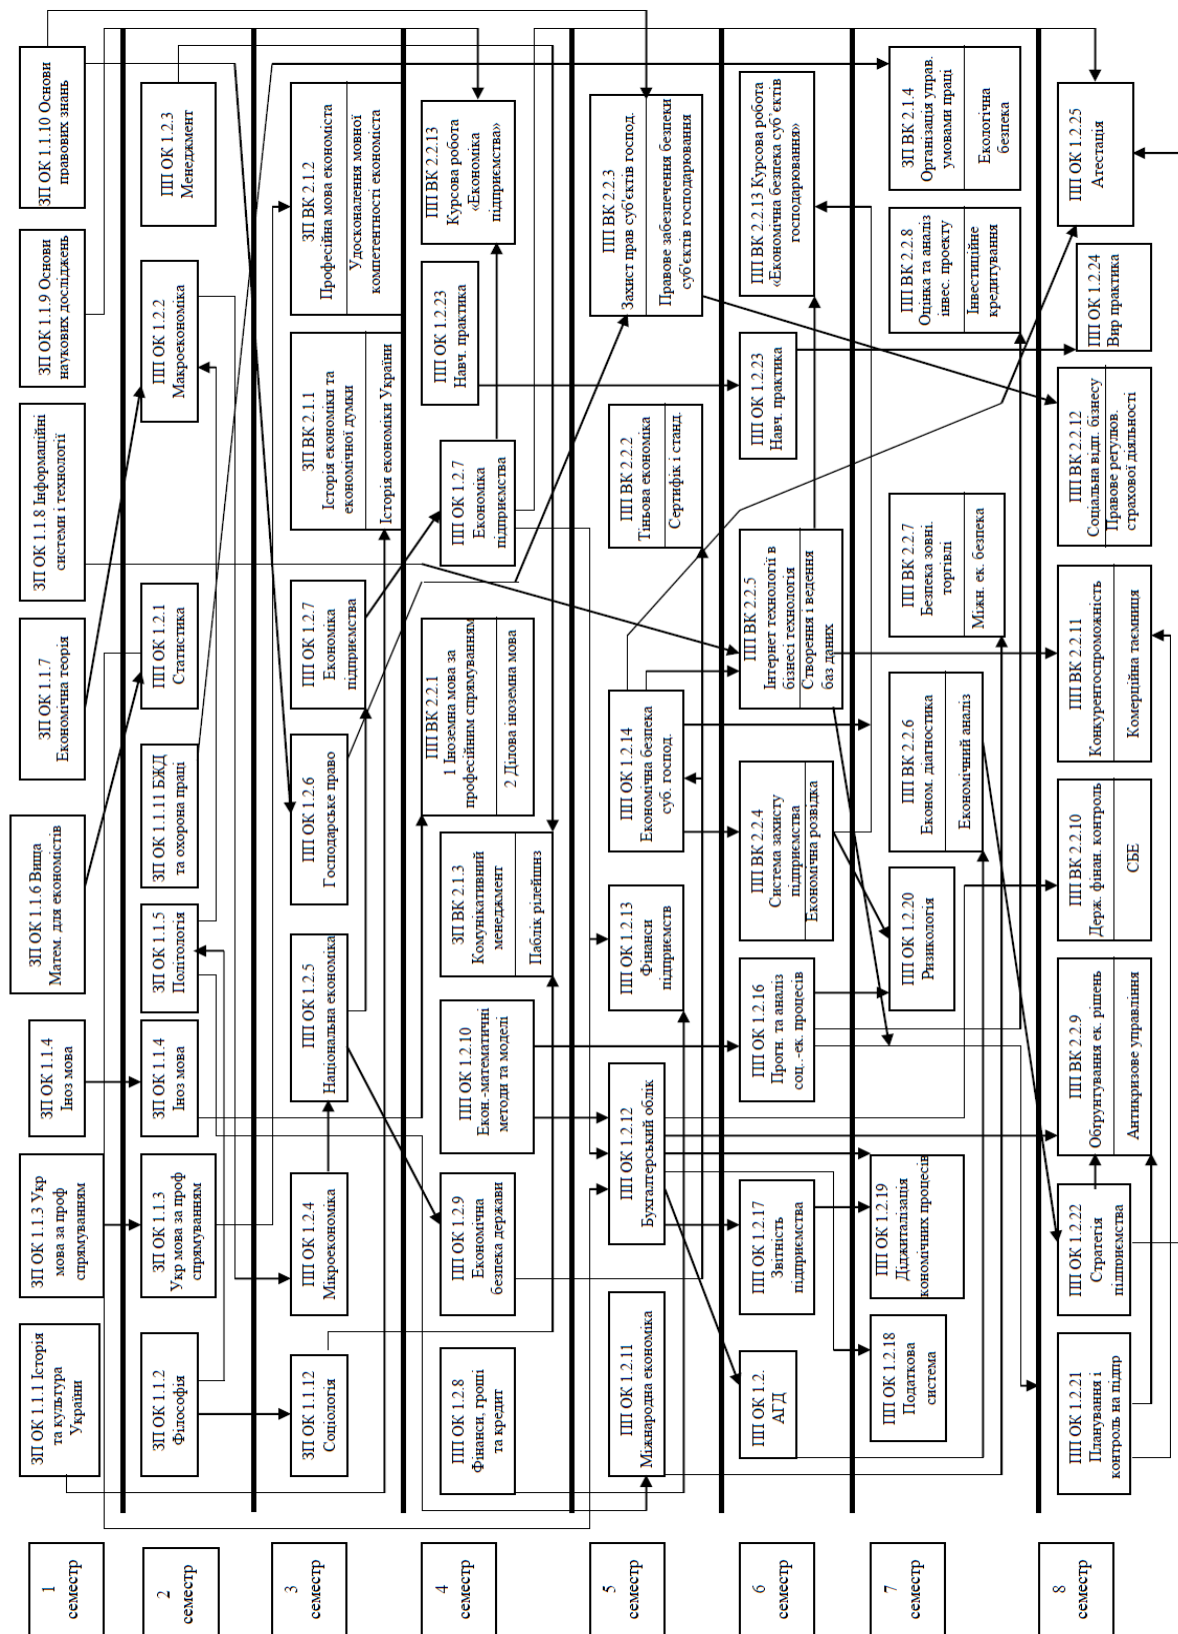 1
семестр
ЗП ОК 1.1.1 Історія
та культура
України
ЗП ОК 1.1.3 Укр
мова за проф
спрямуванням
ЗП ОК 1.1.4
Іноз мова
ЗП ОК 1.1.6 Вища
Матем. для економістів
ЗП ОК 1.1.7
Економічна теорія
ЗП ОК 1.1.8 Інформаційні
системи і технології
ЗП ОК 1.1.9 Основи
наукових досліджень
ЗП ОК 1.1.10 Основи
правових знань
2
семестр
ЗП ОК 1.1.2
Філософія
ЗП ОК 1.1.3
Укр мова за проф
спрямуванням
ЗП ОК 1.1.4
Іноз мова
ЗП ОК 1.1.5
Політологія
ЗП ОК 1.1.11 БЖД
та охорона праці
ПП ОК 1.2.1
Статистика
ПП ОК 1.2.2
Макроекономіка
ПП ОК 1.2.3
Менеджмент
3
семестр
ЗП ОК 1.1.12
Соціологія
ПП ОК 1.2.4
Мікроекономіка
ПП ОК 1.2.5
Національна економіка
ПП ОК 1.2.6
Господарське право
ПП ОК 1.2.7
Економіка
підприємства
ЗП ВК 2.1.1
Історія економіки та
економічної думки
Історія економіки України
ЗП ВК 2.1.2
Професійна мова економіста
Удосконалення мовної
компетентності економіста
4
семестр
ПП ОК 1.2.8
Фінанси, гроші
та кредит
ПП ОК 1.2.9
Економічна
безпека держави
ПП ОК 1.2.10
Екон.-математичні
методи та моделі
ЗП ВК 2.1.3
Комунікативний
менеджмент
Паблік рілейшнз
ПП ВК 2.2.1
1 Іноземна мова за
професійним спрямуванням
2 Ділова іноземна мова
ПП ОК 1.2.7
Економіка
підприємства
ПП ОК 1.2.23
Навч. практика
ПП ВК 2.2.13
Курсова робота
«Економіка
підприємства»
5
семестр
ПП ОК 1.2.11
Міжнародна економіка
ПП ОК 1.2.12
Бухгалтерський облік
ПП ОК 1.2.13
Фінанси
підприємств
ПП ОК 1.2.14
Економічна безпека
суб. господ.
ПП ВК 2.2.2
Тіньова економіка
Сертифік і станд.
ПП ВК 2.2.3
Захист прав суб'єктів господ.
Правове забезпечення безпеки
суб'єктів господарювання
6
семестр
ПП ОК 1.2.
АГД
ПП ОК 1.2.17
Звітність
підприємства
ПП ОК 1.2.16
Прогн. та аналіз
соц.-ек. процесів
ПП ВК 2.2.4
Система захисту
підприємства
Економічна розвідка
ПП ВК 2.2.5
Інтернет технології в
бізнесі технологія
Створення і ведення
баз даних
ПП ОК 1.2.23
Навч. практика
ПП ВК 2.2.13 Курсова робота
«Економічна безпека суб'єктів
господарювання»
7
семестр
ПП ОК 1.2.18
Податкова
система
ПП ОК 1.2.19
Діджиталізація
кономічних процесів
ПП ОК 1.2.20
Ризикологія
ПП ВК 2.2.6
Економ. діагностика
Економічний аналіз
ПП ВК 2.2.7
Безпека зовні.
торгівлі
Міжн. ек. безпека
ПП ВК 2.2.8
Оцінка та аналіз
інвес. проекту
Інвестиційне
кредитування
ЗП ВК 2.1.4
Організація управ.
умовами праці
Екологічна
безпека
8
семестр
ПП ОК 1.2.21
Планування і
контроль на підпр
ПП ОК 1.2.22
Стратегія
підприємства
ПП ВК 2.2.9
Обґрунтування ек. рішень
Антикризове управління
ПП ВК 2.2.10
Держ. фінан. контроль
СБЕ
ПП ВК 2.2.11
Конкурентоспроможність
Комерційна таємниця
ПП ВК 2.2.12
Соціальна відп. бізнесу
Правове регулюв.
страхової діяльності
ПП ОК 1.2.24
Вир практика
ПП ОК 1.2.25
Атестація